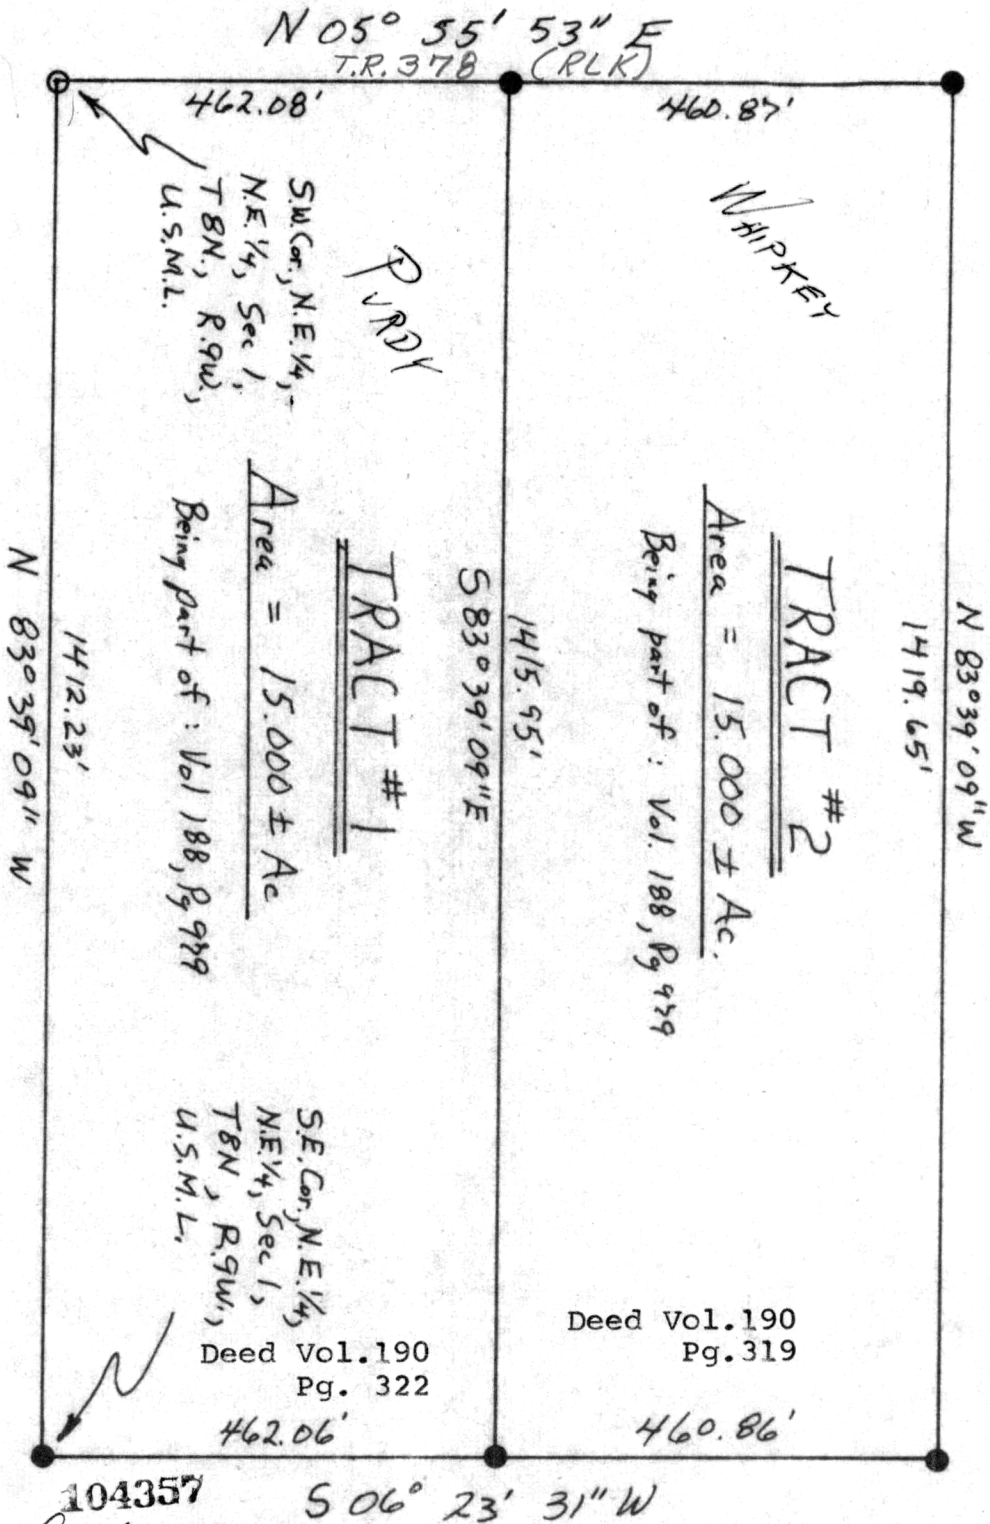 N 05° 55' 53" E
T.R. 378 (RLK)
462.08'
460.87'
S.W. Cor., N.E. 1/4,
N.E. 1/4, Sec 1,
T 8N., R.9W.,
U.S.M.L.
PURDY
WHIPKEY
TRACT #1
Area = 15.000 ± Ac
Being part of : Vol 188, Pg 979
N 83° 39' 09" W
1412.23'
1415.95'
S 83° 39' 09" E
TRACT #2
Area = 15.000 ± Ac.
Being part of : Vol. 188, Pg 979
N 83° 39' 09" W
1419.65'
S.E. Cor., N.E. 1/4,
N.E. 1/4, Sec 1,
T8N, R.9W.,
U.S.M.L.
Deed Vol.190
Pg. 322
Deed Vol.190
Pg.319
462.06'
460.86'
104357
S 06° 23' 31" W